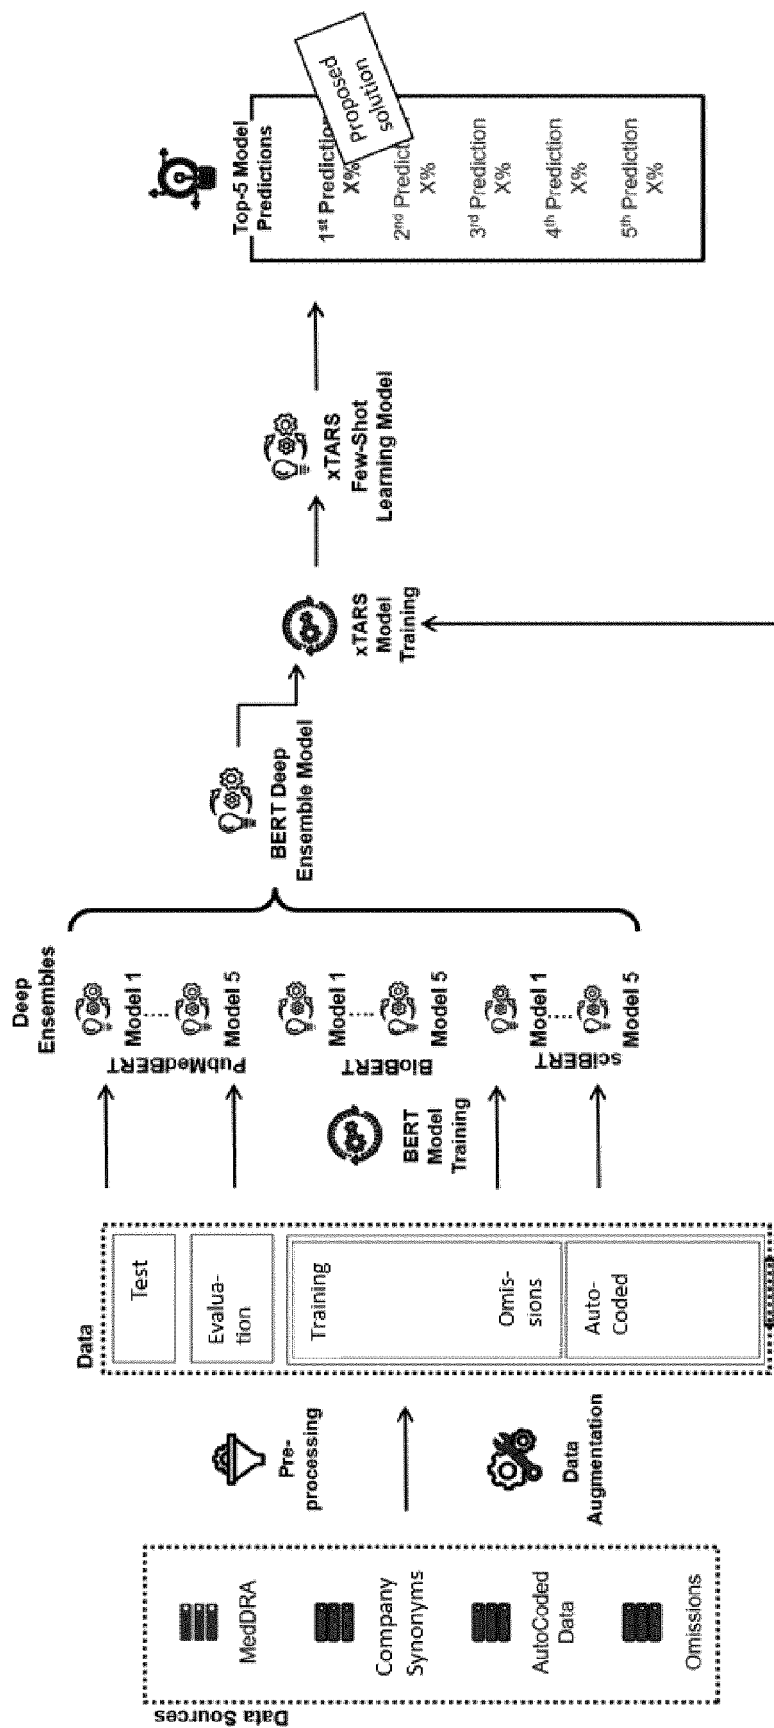 Data Sources
MedDRA
Company
Synonyms
AutoCoded
Data
Omissions
Pre-
processing
Data
Augmentation
Data
Test
Evalua-
tion
Training
Omis-
sions
Auto-
Coded
BERT
Model
Training
Deep
Ensembles
PubMedBERT
Model 1
Model 5
BioBERT
Model 1
Model 5
sciBERT
Model 1
Model 5
BERT Deep
Ensemble Model
xTARS
Model
Training
xTARS
Few-Shot
Learning Model
Top-5 Model
Predictions
1st Prediction
X%
Proposed
solution
2nd Prediction
X%
3rd Prediction
X%
4th Prediction
X%
5th Prediction
X%